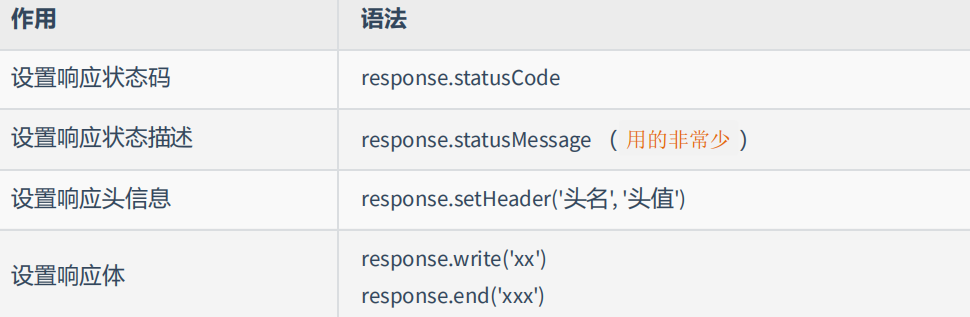 作用 语法
设置响应状态码 response.statusCode
设置响应状态描述 response.statusMessage （用的非常少）
设置响应头信息 response.setHeader('头名', '头值')
设置响应体
response.write('xx')
response.end('xxx')